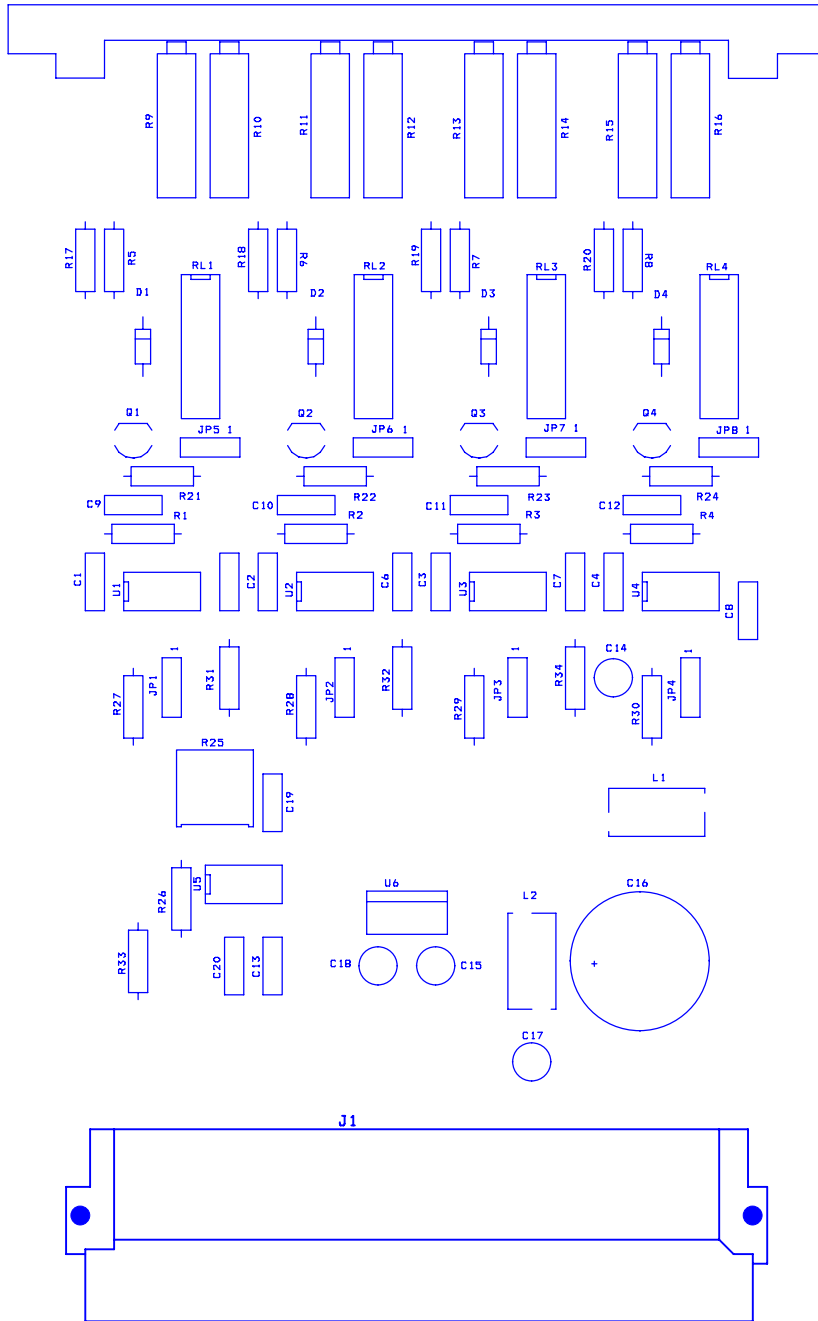 R9 R10 R11 R12 R13 R14 R15 R16
R17 R5 R18 R6 R19 R7 R20 R8
RL1 RL2 RL3 RL4
D1 D2 D3 D4
Q1 Q2 Q3 Q4
JP5 1 JP6 1 JP7 1 JP8 1
R21 R22 R23 R24
C9 C10 C11 C12
R1 R2 R3 R4
C1 U1 C2 U2 C6 C3 U3 C7 C4 U4 C8
1 1 1 C14 1
R27 JP1 R31 R28 JP2 R32 R29 JP3 R34 R30 JP4
R25
C19
L1
R26 U5 U6 L2 C16
+
R33 C20 C13 C18 C15
C17
J1